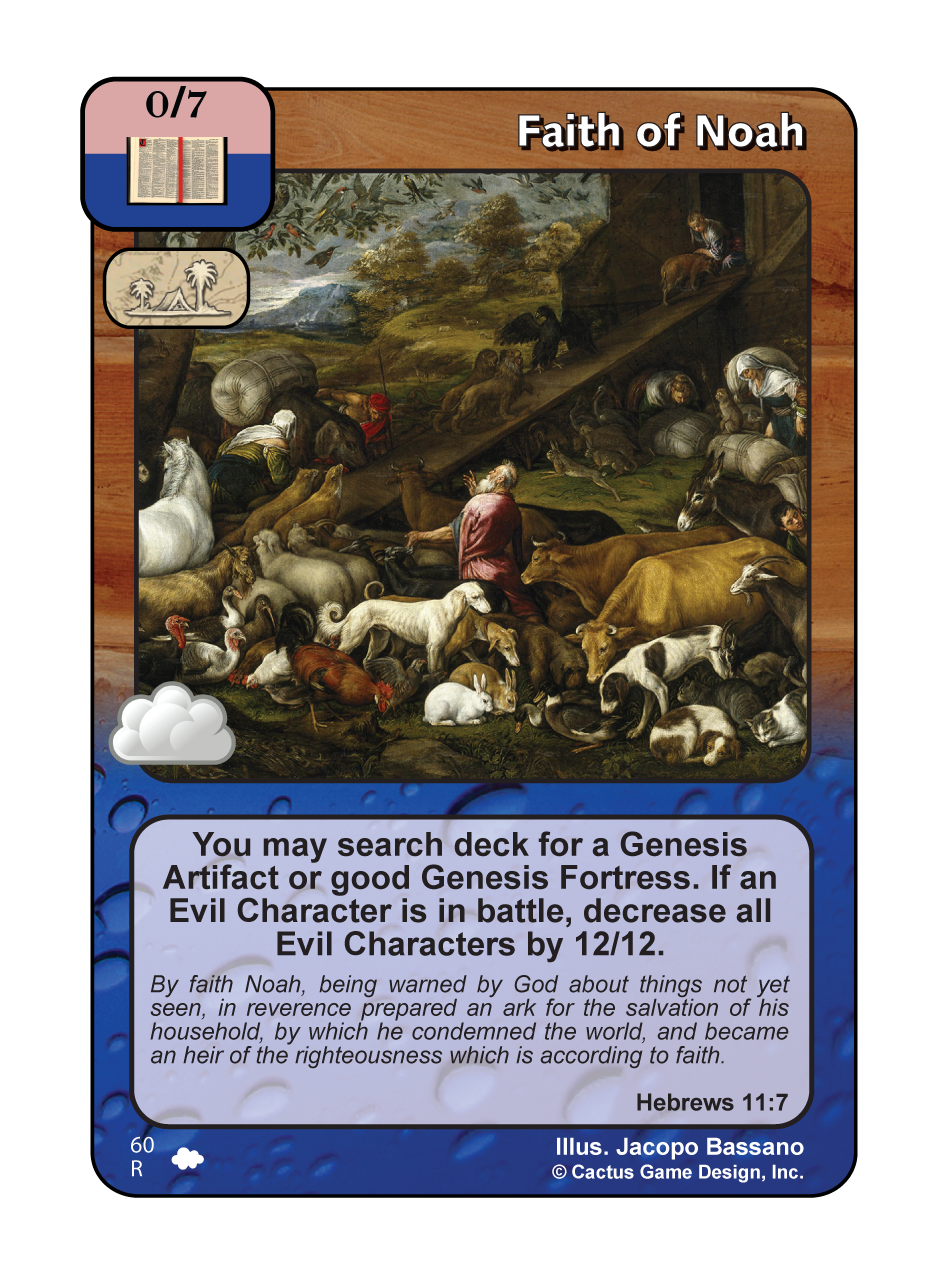 0/7
Faith of Noah
You may search deck for a Genesis
Artifact or good Genesis Fortress. If an
Evil Character is in battle, decrease all
Evil Characters by 12/12.
By faith Noah, being warned by God about things not yet
seen, in reverence prepared an ark for the salvation of his
household, by which he condemned the world, and became
an heir of the righteousness which is according to faith.
Hebrews 11:7
60
R
Illus. Jacopo Bassano
© Cactus Game Design, Inc.